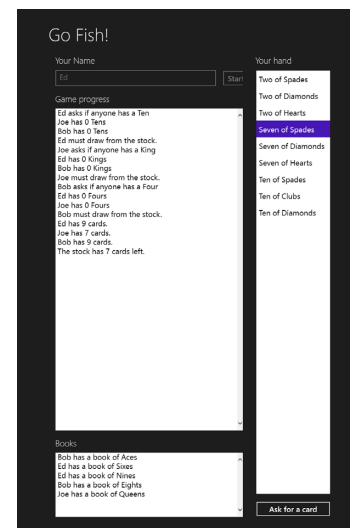 Go Fish!
Your Name
Ed
Start
Game progress
Ed asks if anyone has a Ten
Joe has 0 Tens
Bob has 0 Tens
Ed must draw from the stock.
Joe asks if anyone has a King
Ed has 0 Kings
Bob has 0 Kings
Joe must draw from the stock.
Bob asks if anyone has a Four
Ed has 0 Fours
Joe has 0 Fours
Bob must draw from the stock.
Ed has 9 cards.
Joe has 7 cards.
Bob has 9 cards.
The stock has 7 cards left.
Books
Bob has a book of Aces
Ed has a book of Sixes
Ed has a book of Nines
Bob has a book of Eights
Joe has a book of Queens
Your hand
Two of Spades
Two of Diamonds
Two of Hearts
Seven of Spades
Seven of Diamonds
Seven of Hearts
Ten of Spades
Ten of Clubs
Ten of Diamonds
Ask for a card